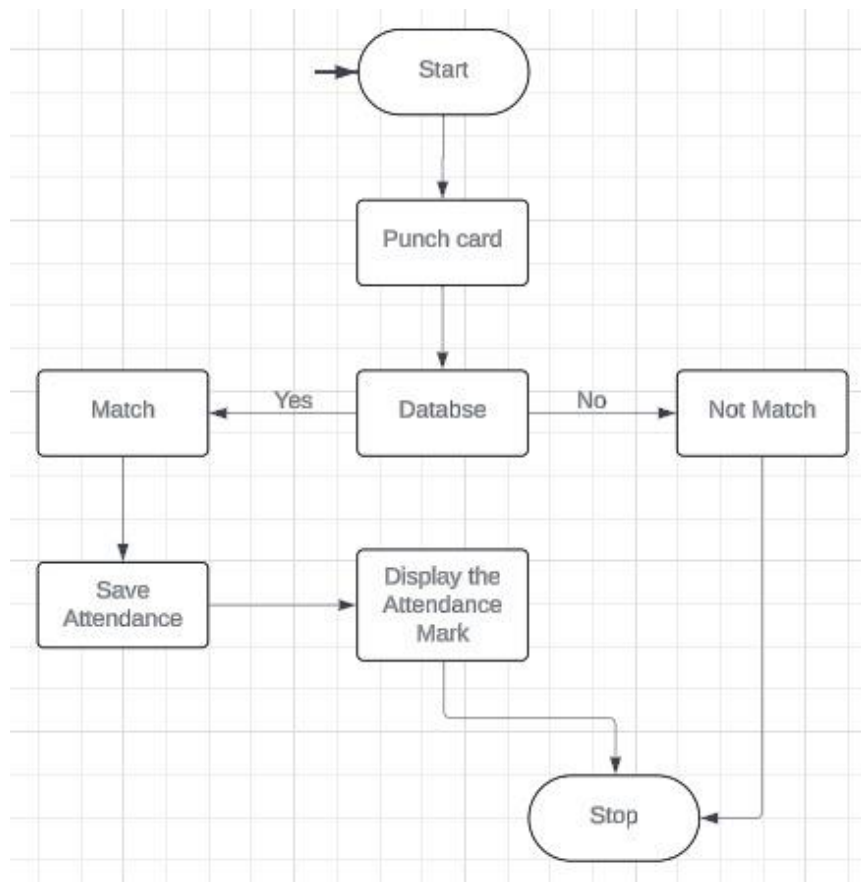 Start
Punch card
Match
Yes
Databse
No
Not Match
Save
Attendance
Display the
Attendance
Mark
Stop